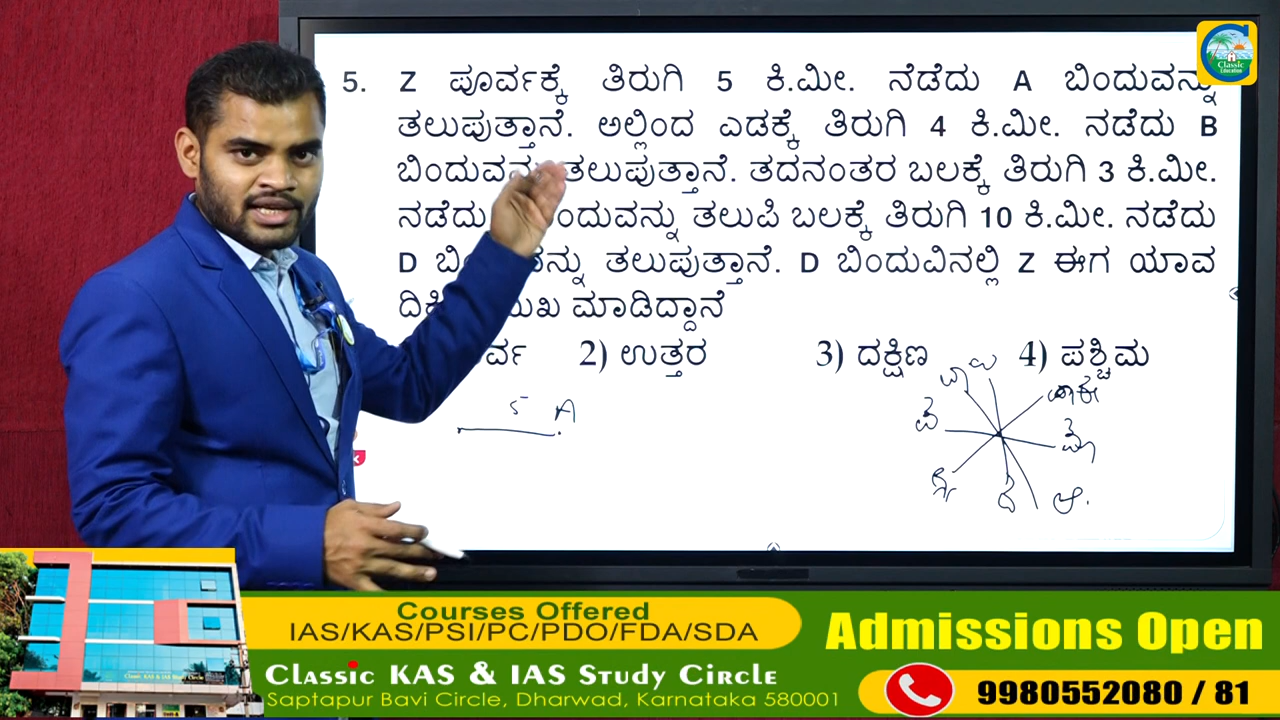 5. Z ಪೂರ್ವಕ್ಕೆ ತಿರುಗಿ 5 ಕಿ.ಮೀ. ನೆಡೆದು A ಬಿಂದುವನ್ನು
ತಲುಪುತ್ತಾನೆ. ಅಲ್ಲಿಂದ ಎಡಕ್ಕೆ ತಿರುಗಿ 4 ಕಿ.ಮೀ. ನಡೆದು B
ತಲುಪುತ್ತಾನೆ. ತದನಂತರ ಬಲಕ್ಕೆ ತಿರುಗಿ 3 ಕಿ.ಮೀ.
ನಡೆದು ತಲುಪಿ ಬಲಕ್ಕೆ ತಿರುಗಿ 10 ಕಿ.ಮೀ. ನಡೆದು
D ತಲುಪುತ್ತಾನೆ. D ಬಿಂದುವಿನಲ್ಲಿ Z ಈಗ ಯಾವ
ಮಾಡಿದ್ದಾನೆ
2) ಉತ್ತರ 3) ದಕ್ಷಿಣ 4) ಪಶ್ಚಿಮ
5 A
Classic
Education
Courses Offered
IAS/KAS/PSI/PC/PDO/FDA/SDA
Classic KAS & IAS Study Circle
Saptapur Bavi Circle, Dharwad, Karnataka 580001
Admissions Open
9980552080 / 81